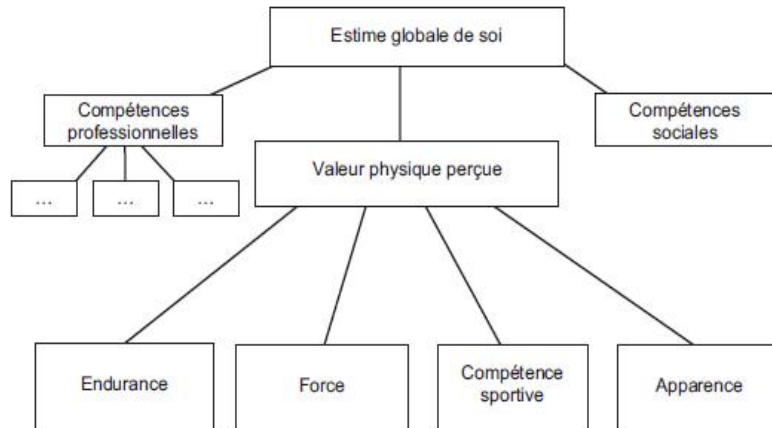 Estime globale de soi
Compétences
professionnelles
Compétences
sociales
Valeur physique perçue
...
...
...
Endurance
Force
Compétence
sportive
Apparence